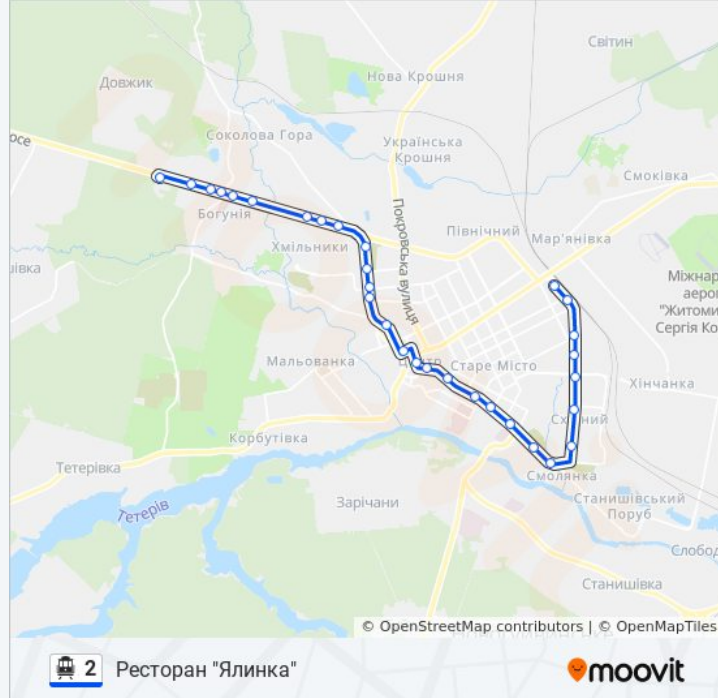 Світин
Довжик
Нова Крошня
осе
Соколова Гора
Українська
Крошня
Смоківка
Богунія
Покровська вулиця
Північний
Мар'янівка
Хмільники
шівка
Міжнар
аеро
"Житоми
Сергія Ко
Мальованка
Центр
Старе Місто
Хінчанка
Корбутівка
Східний
Тетерівка
Смолянка
Тетерів
Зарічани
Станишівський
Поруб
Слобод
Станишівка
© OpenStreetMap contributors | © OpenMapTiles
2 Ресторан "Ялинка"
moovit